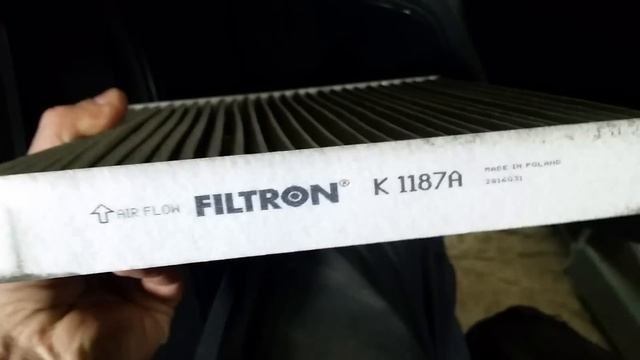 AIR FLOW FILTRON® K 1187A
MADE IN POLAND